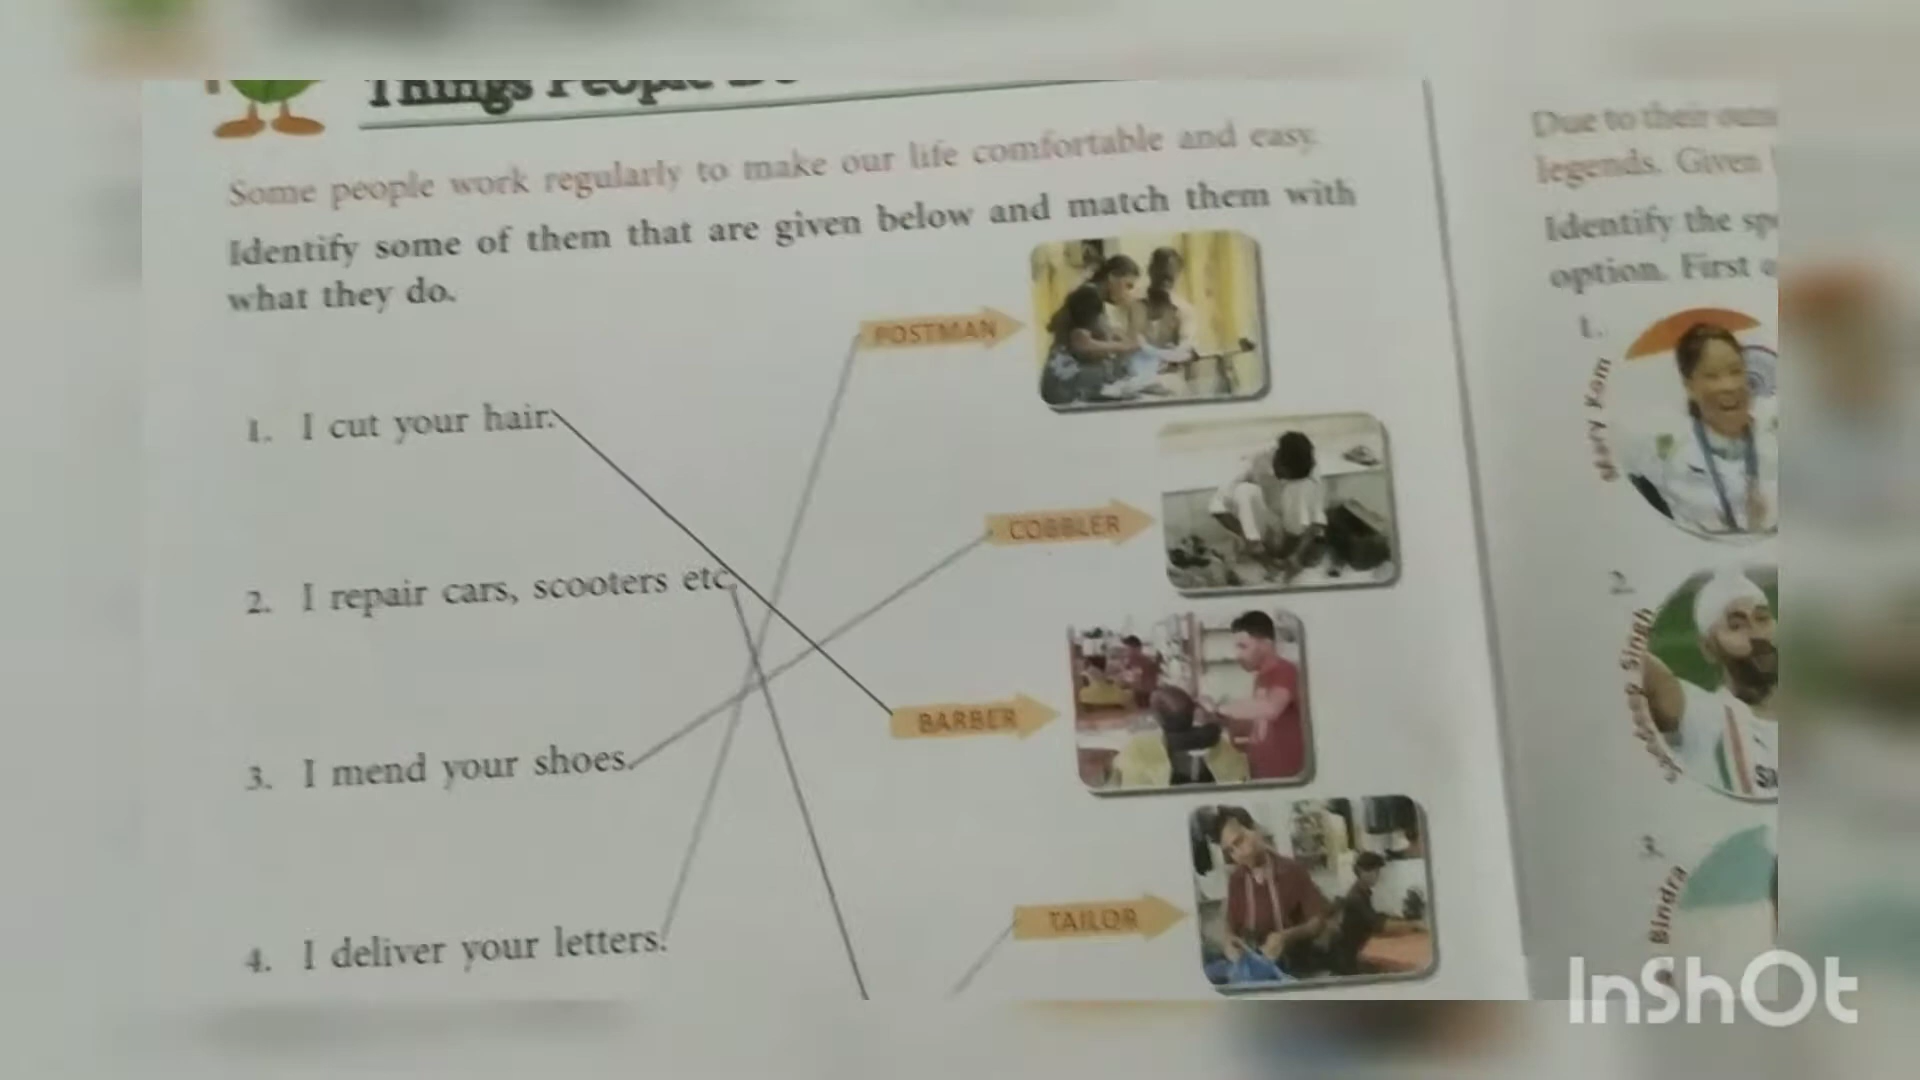 Things People Do
Some people work regularly to make our life comfortable and easy.
Identify some of them that are given below and match them with
what they do.
POSTMAN
1. I cut your hair.
COBBLER
2. I repair cars, scooters etc.
BARBER
3. I mend your shoes.
TAILOR
4. I deliver your letters.
Due to their
legends. Given
Identify the
option. First
1.
Mary Kom
2.
Singh
3.
Bindra
InShOt